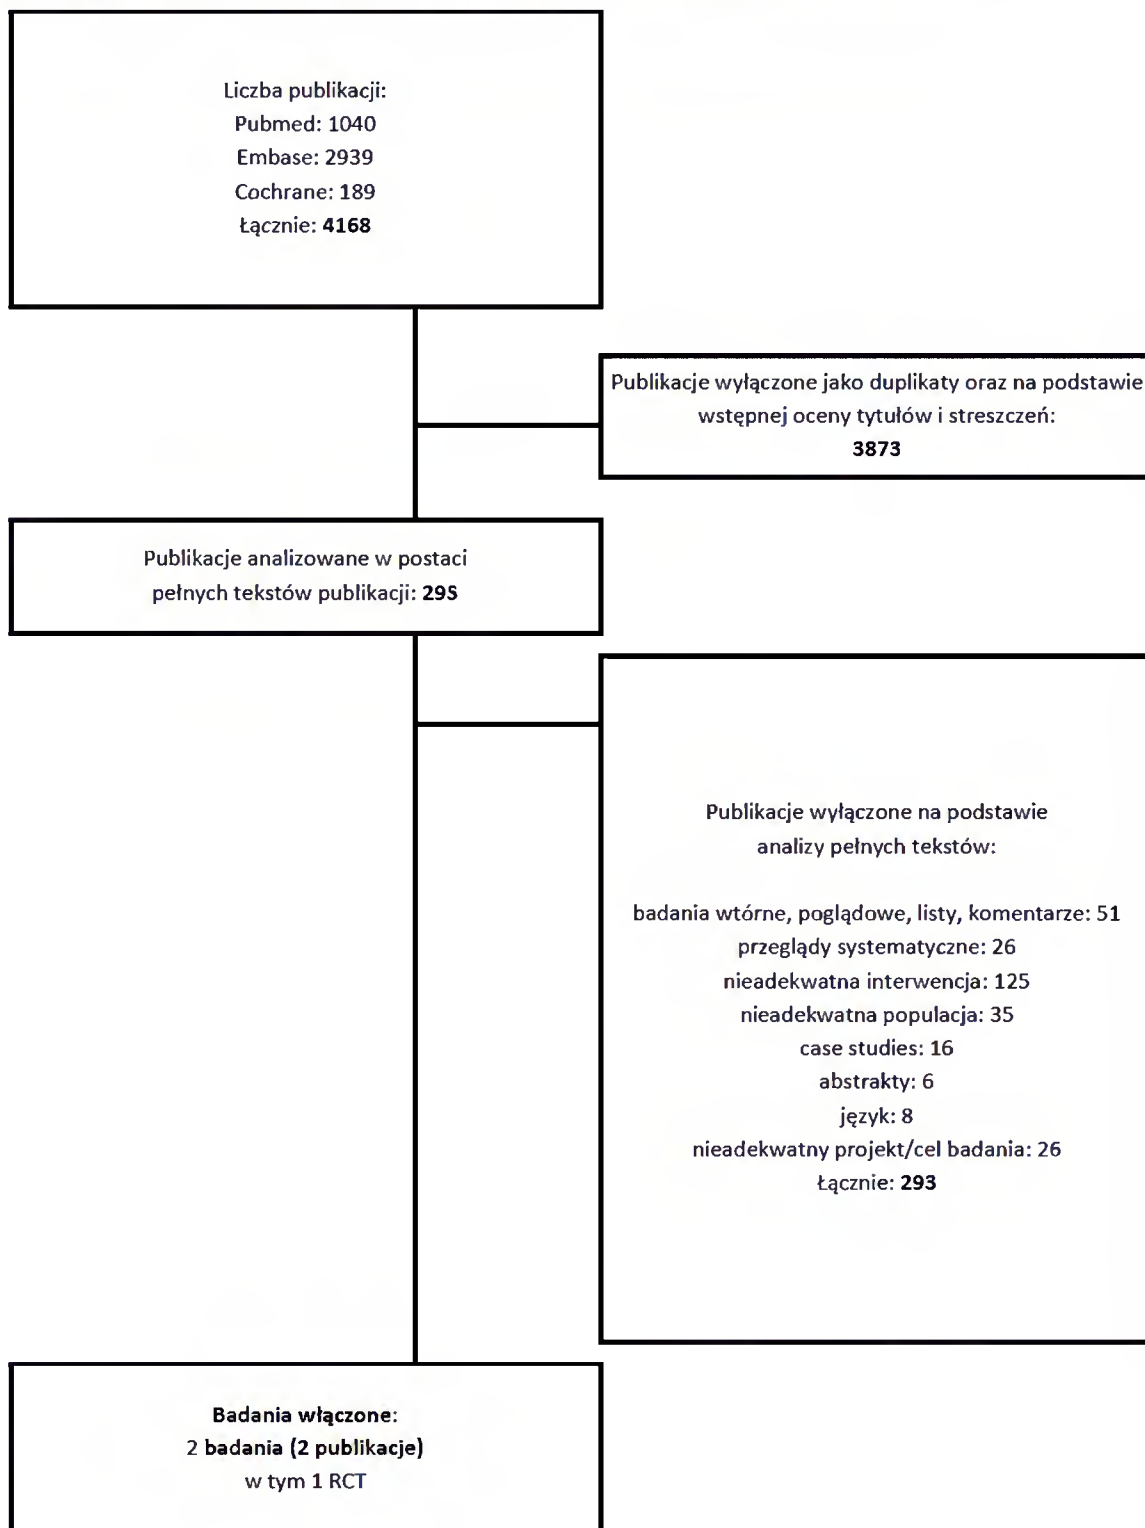 Liczba publikacji:
Pubmed: 1040
Embase: 2939
Cochrane: 189
Łącznie: 4168
Publikacje wyłączone jako duplikaty oraz na podstawie
wstępnej oceny tytułów i streszczeń:
3873
Publikacje analizowane w postaci
pełnych tekstów publikacji: 295
Publikacje wyłączone na podstawie
analizy pełnych tekstów:
badania wtórne, poglądowe, listy, komentarze: 51
przeglądy systematyczne: 26
nieadekwatna interwencja: 125
nieadekwatna populacja: 35
case studies: 16
abstrakty: 6
język: 8
nieadekwatny projekt/cel badania: 26
Łącznie: 293
Badania włączone:
2 badania (2 publikacje)
w tym 1 RCT